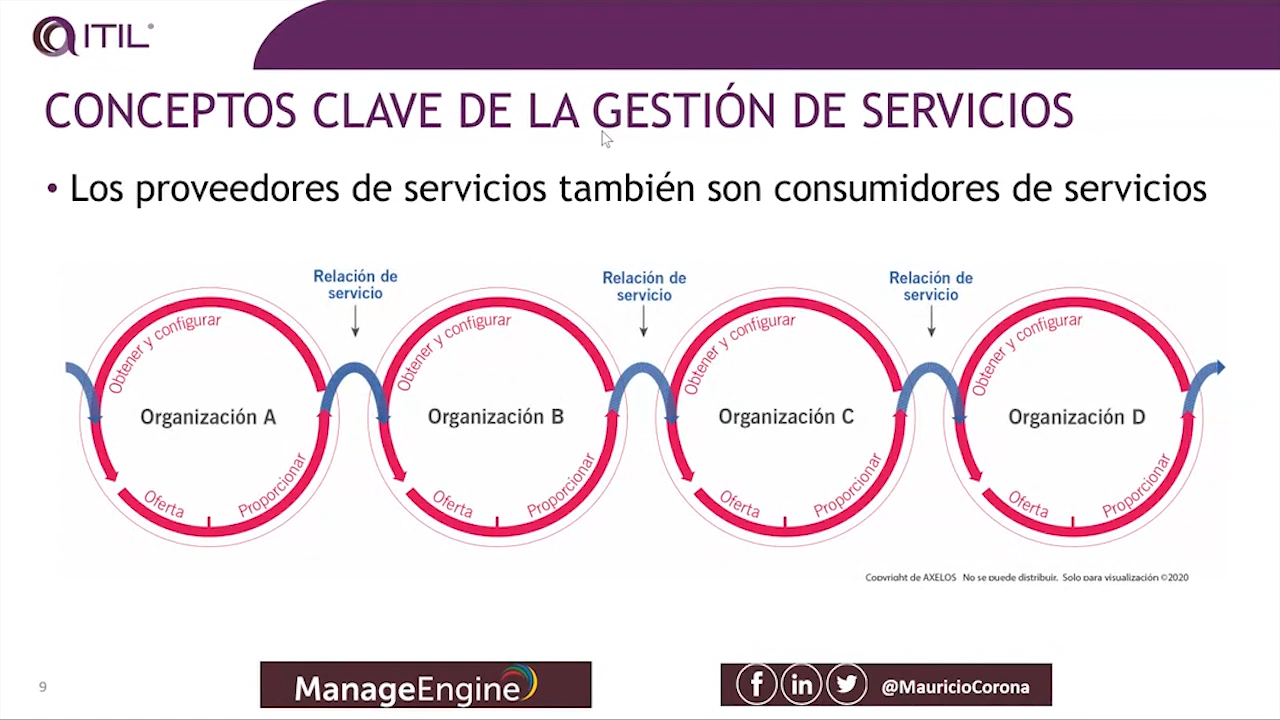 ITIL®
CONCEPTOS CLAVE DE LA GESTIÓN DE SERVICIOS
• Los proveedores de servicios también son consumidores de servicios
Relación de
servicio
Relación de
servicio
Relación de
servicio
Obtener y configurar
Organización A
Oferta
Proporcionar
Obtener y configurar
Organización B
Oferta
Proporcionar
Obtener y configurar
Organización C
Oferta
Proporcionar
Obtener y configurar
Organización D
Oferta
Proporcionar
Copyright de AXELOS No se puede distribuir. Solo para visualización ©2020
9
ManageEngine
f in @MauricioCorona